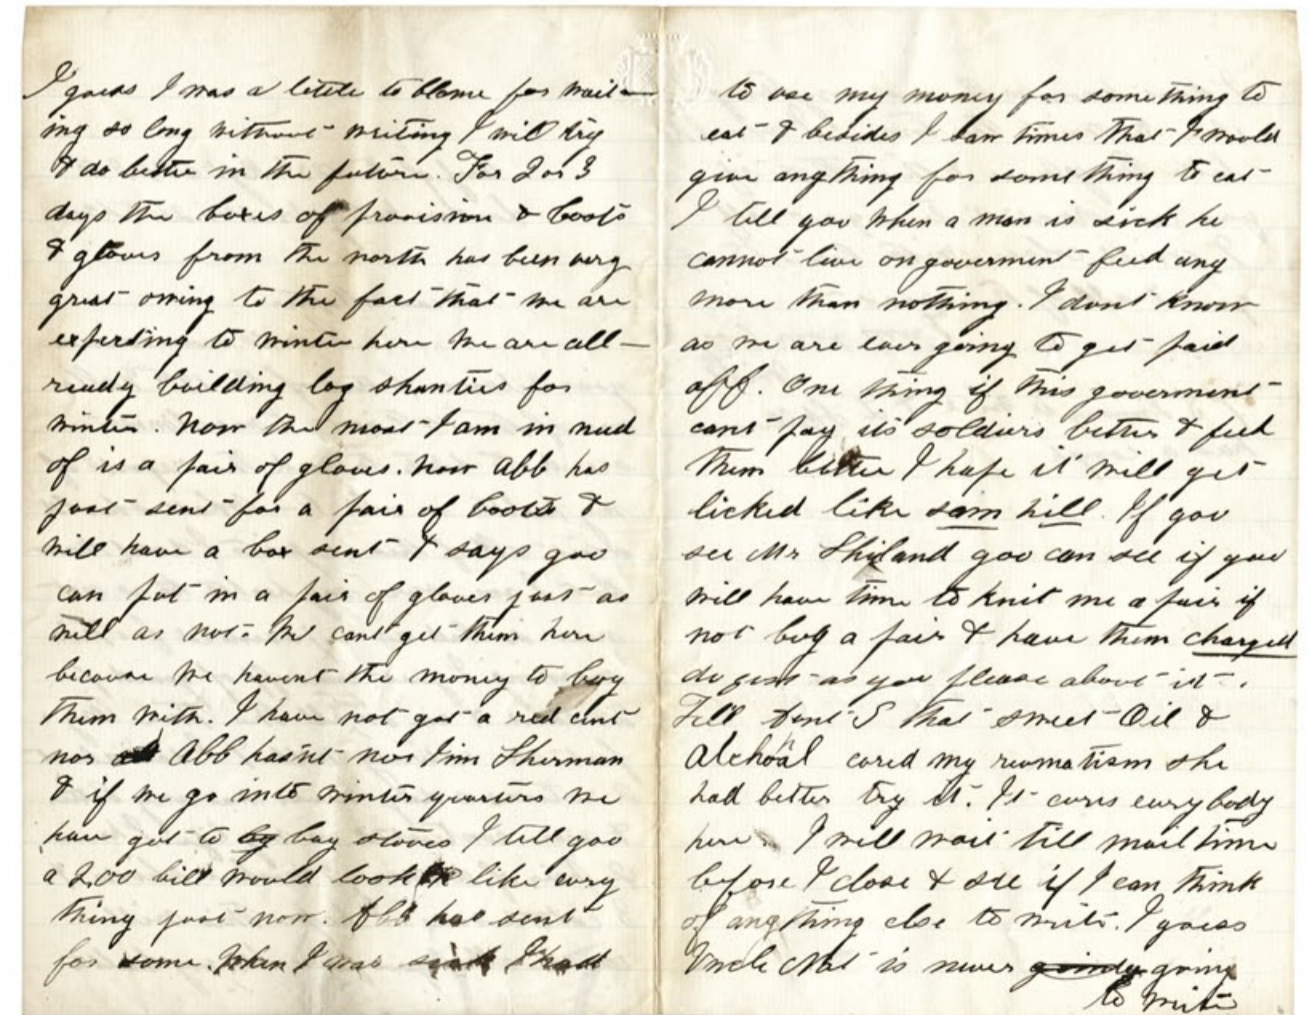 I guess I was a little to blame for wait-
ing so long without writing I will try
& do better in the future. For 2 or 3
days the boxes of provision & boots
& gloves from the north has been very
great owing to the fact that we are
expecting to winter here We are all-
ready building log shanties for
winter. Now the most I am in need
of is a pair of gloves. Now Abb has
just sent for a pair of boots &
will have a box sent & says you
can put in a pair of gloves just as
well as not. We cant get them here
because we havent the money to buy
them with. I have not got a red cent
nor Abb hasnt nor Jim Sherman
& if we go into winter quarters we
have got to by buy stoves I tell you
a 2.00 bill would look like every
thing just now. Abb has sent
for some. When I was sick I had
to use my money for something to
eat & besides I saw times that I would
give anything for something to eat
I tell you when a man is sick he
cannot live on goverment feed any
more than nothing. I dont know
as we are ever going to get paid
off. One thing if this goverment
cant pay its soldiers better & feed
them better I hope it will get
licked like sam hill. If you
see Mr Shiland you can see if you
will have time to knit me a pair if
not buy a pair & have them charged
do just as you please about it.
Tell Aunt S that sweet Oil &
Alchohal cured my reumatism she
had better try it. It cures everybody
here. I will wait till mail time
before I close & see if I can think
of anything else to write. I guess
Uncle Nat is never going
to write